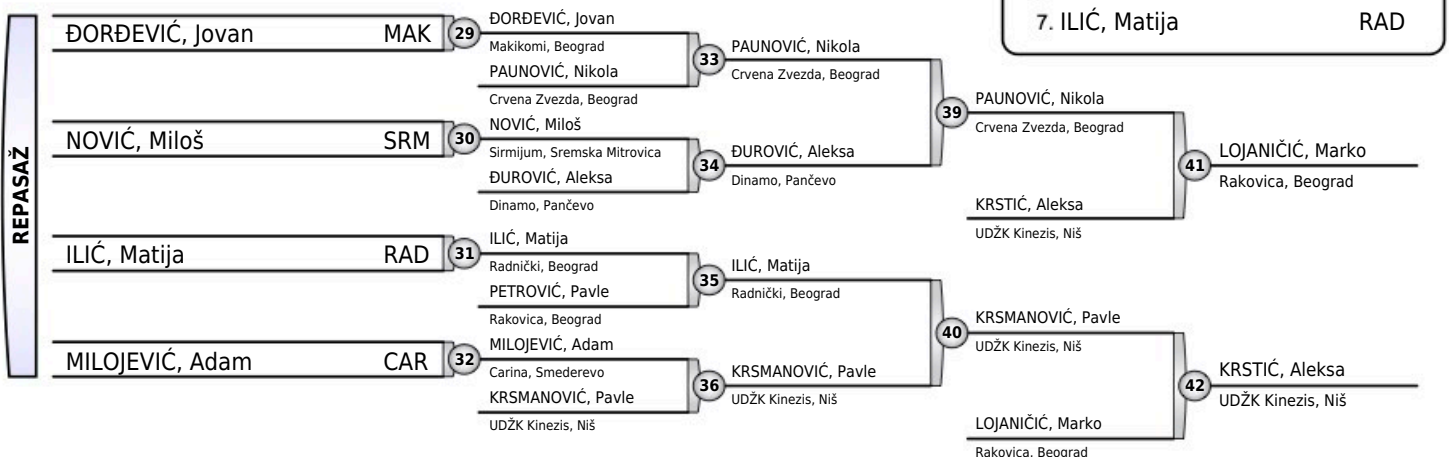 7. ILIĆ, Matija RAD
REPASAŽ
ĐORĐEVIĆ, Jovan MAK
NOVIĆ, Miloš SRM
ILIĆ, Matija RAD
MILOJEVIĆ, Adam CAR
29
ĐORĐEVIĆ, Jovan
Makikomi, Beograd
PAUNOVIĆ, Nikola
Crvena Zvezda, Beograd
30
NOVIĆ, Miloš
Sirmijum, Sremska Mitrovica
ĐUROVIĆ, Aleksa
Dinamo, Pančevo
31
ILIĆ, Matija
Radnički, Beograd
PETROVIĆ, Pavle
Rakovica, Beograd
32
MILOJEVIĆ, Adam
Carina, Smederevo
KRSMANOVIĆ, Pavle
UDŽK Kinezis, Niš
33
PAUNOVIĆ, Nikola
Crvena Zvezda, Beograd
34
ĐUROVIĆ, Aleksa
Dinamo, Pančevo
35
ILIĆ, Matija
Radnički, Beograd
36
KRSMANOVIĆ, Pavle
UDŽK Kinezis, Niš
39
PAUNOVIĆ, Nikola
Crvena Zvezda, Beograd
KRSTIĆ, Aleksa
UDŽK Kinezis, Niš
40
KRSMANOVIĆ, Pavle
UDŽK Kinezis, Niš
LOJANIČIĆ, Marko
Rakovica, Beograd
41
LOJANIČIĆ, Marko
Rakovica, Beograd
42
KRSTIĆ, Aleksa
UDŽK Kinezis, Niš